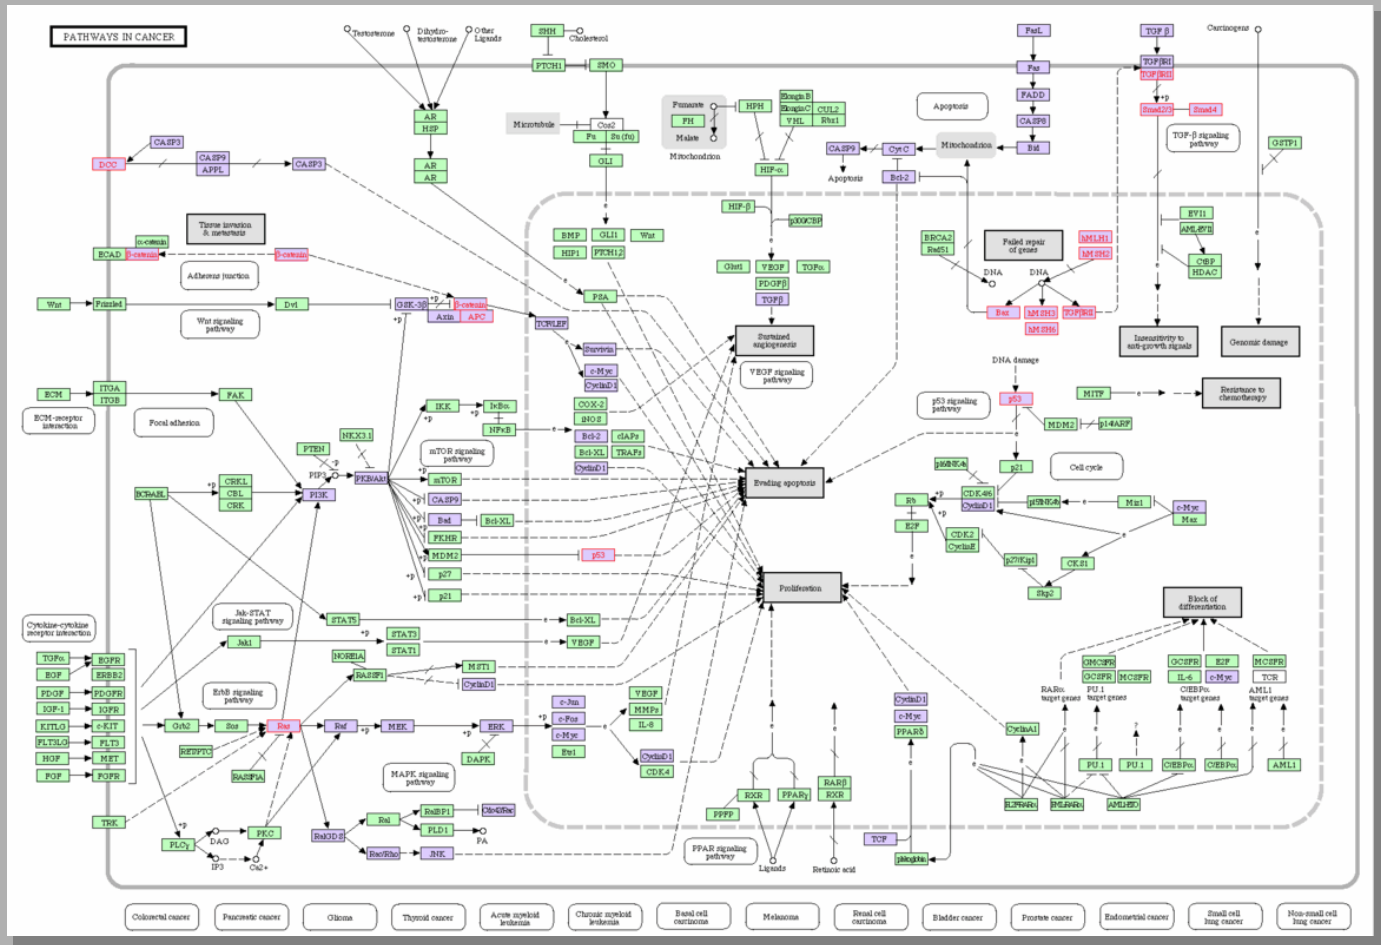 PATHWAYS IN CANCER
Testosterone
Dihydro-
testosterone
Other
Ligands
SHH
Cholesterol
PTCH1
SMO
AR
HSP
AR
AR
Microtubule
Cos2
Fu
Su(fu)
GLI
Fumarate
FH
Malate
Mitochondrion
HPH
Elongin B
Elongin C
CUL2
VHL
Rbx1
HIF-α
Apoptosis
FasL
Fas
FADD
CASP8
Bid
CASP9
CytC
Mitochondrion
Apoptosis
Bcl-2
TGFβ
TGFβRI
TGFβRII
+p
Smad2/3
Smad4
TGF-β signaling
pathway
Carcinogens
GSTP1
CASP3
DCC
CASP9
APPL
CASP3
Tissue invasion
& metastasis
α-catenin
ECAD
β-catenin
β-catenin
Adherens junction
BMP
GLI1
Wnt
HIP1
PTCH1,2
HIF-β
p300/CBP
Glut1
VEGF
TGFα
PDGFβ
TGFβ
BRCA2
Rad51
DNA
Failed repair
of genes
DNA
hMLH1
hMSH2
Bax
hMSH3
TGFβRII
hMSH6
EVI1
AML-EVI1
CtBP
HDAC
Insensitivity to
anti-growth signals
Genomic damage
Wnt
Frizzled
Dvl
GSK-3β
+p
β-catenin
Axin
APC
+p
Wnt signaling
pathway
TCF/LEF
PSA
Survivin
c-Myc
CyclinD1
Sustained
angiogenesis
VEGF signaling
pathway
DNA damage
p53
p53 signaling
pathway
MDM2
p14ARF
MITF
Resistance to
chemotherapy
ECM
ITGA
ITGB
FAK
ECM-receptor
interaction
Focal adhesion
IKK
IκBα
NFκB
COX-2
iNOS
Bcl-2
cIAPs
Bcl-XL
TRAFs
CyclinD1
PTEN
NKX3.1
PIP3
PKB/Akt
mTOR signaling
pathway
mTOR
CASP9
Bad
Bcl-XL
FKHR
MDM2
p53
p27
p21
BCR-ABL
CRKL
CBL
CRK
PI3K
Evading apoptosis
p21
Cell cycle
p16INK4a
CDK4/6
CyclinD1
p15INK4b
Miz1
c-Myc
Max
Rb
+p
E2F
CDK2
CyclinE
p27/Kip1
CKS1
Skp2
Proliferation
Block of
differentiation
Cytokine-cytokine
receptor interaction
Jak-STAT
signaling pathway
STAT5
Jak1
STAT3
STAT1
Bcl-XL
VEGF
TGFα
EGFR
EGF
ERBB2
PDGF
PDGFR
IGF-1
IGFR
KITLG
c-KIT
FLT3LG
FLT3
HGF
MET
FGF
FGFR
TRK
NORE1A
RASSF1
MST1
CyclinD1
ErbB signaling
pathway
Grb2
Sos
Ras
Raf
MEK
ERK
RASSF1A
DAPK
MAPK signaling
pathway
c-Jun
c-Fos
c-Myc
Ets1
VEGF
MMPs
IL-8
CyclinD1
CDK4
PLCγ
DAG
IP3
Ca2+
PKC
RalGDS
Ral
RalBP1
Cdc42/Rac
PLD1
PA
Rac/Rho
JNK
RXR
PPARγ
PPFP
PPAR signaling
pathway
Ligands
RARβ
RXR
Retinoic acid
CyclinD1
c-Myc
PPARδ
TCF
GMCSFR
GCSFR
MCSFR
RARα
target genes
PU.1
target genes
GCSFR
E2F
IL-6
c-Myc
C/EBPα
target genes
MCSFR
TCR
AML1
target genes
CyclinA1
PU.1
?
PU.1
C/EBPα
C/EBPα
AML1
PLZF-RARα
PML-RARα
AML1-ETO
Colorectal cancer
Pancreatic cancer
Glioma
Thyroid cancer
Acute myeloid
leukemia
Chronic myeloid
leukemia
Basal cell
carcinoma
Melanoma
Renal cell
carcinoma
Bladder cancer
Prostate cancer
Endometrial cancer
Small cell
lung cancer
Non-small cell
lung cancer